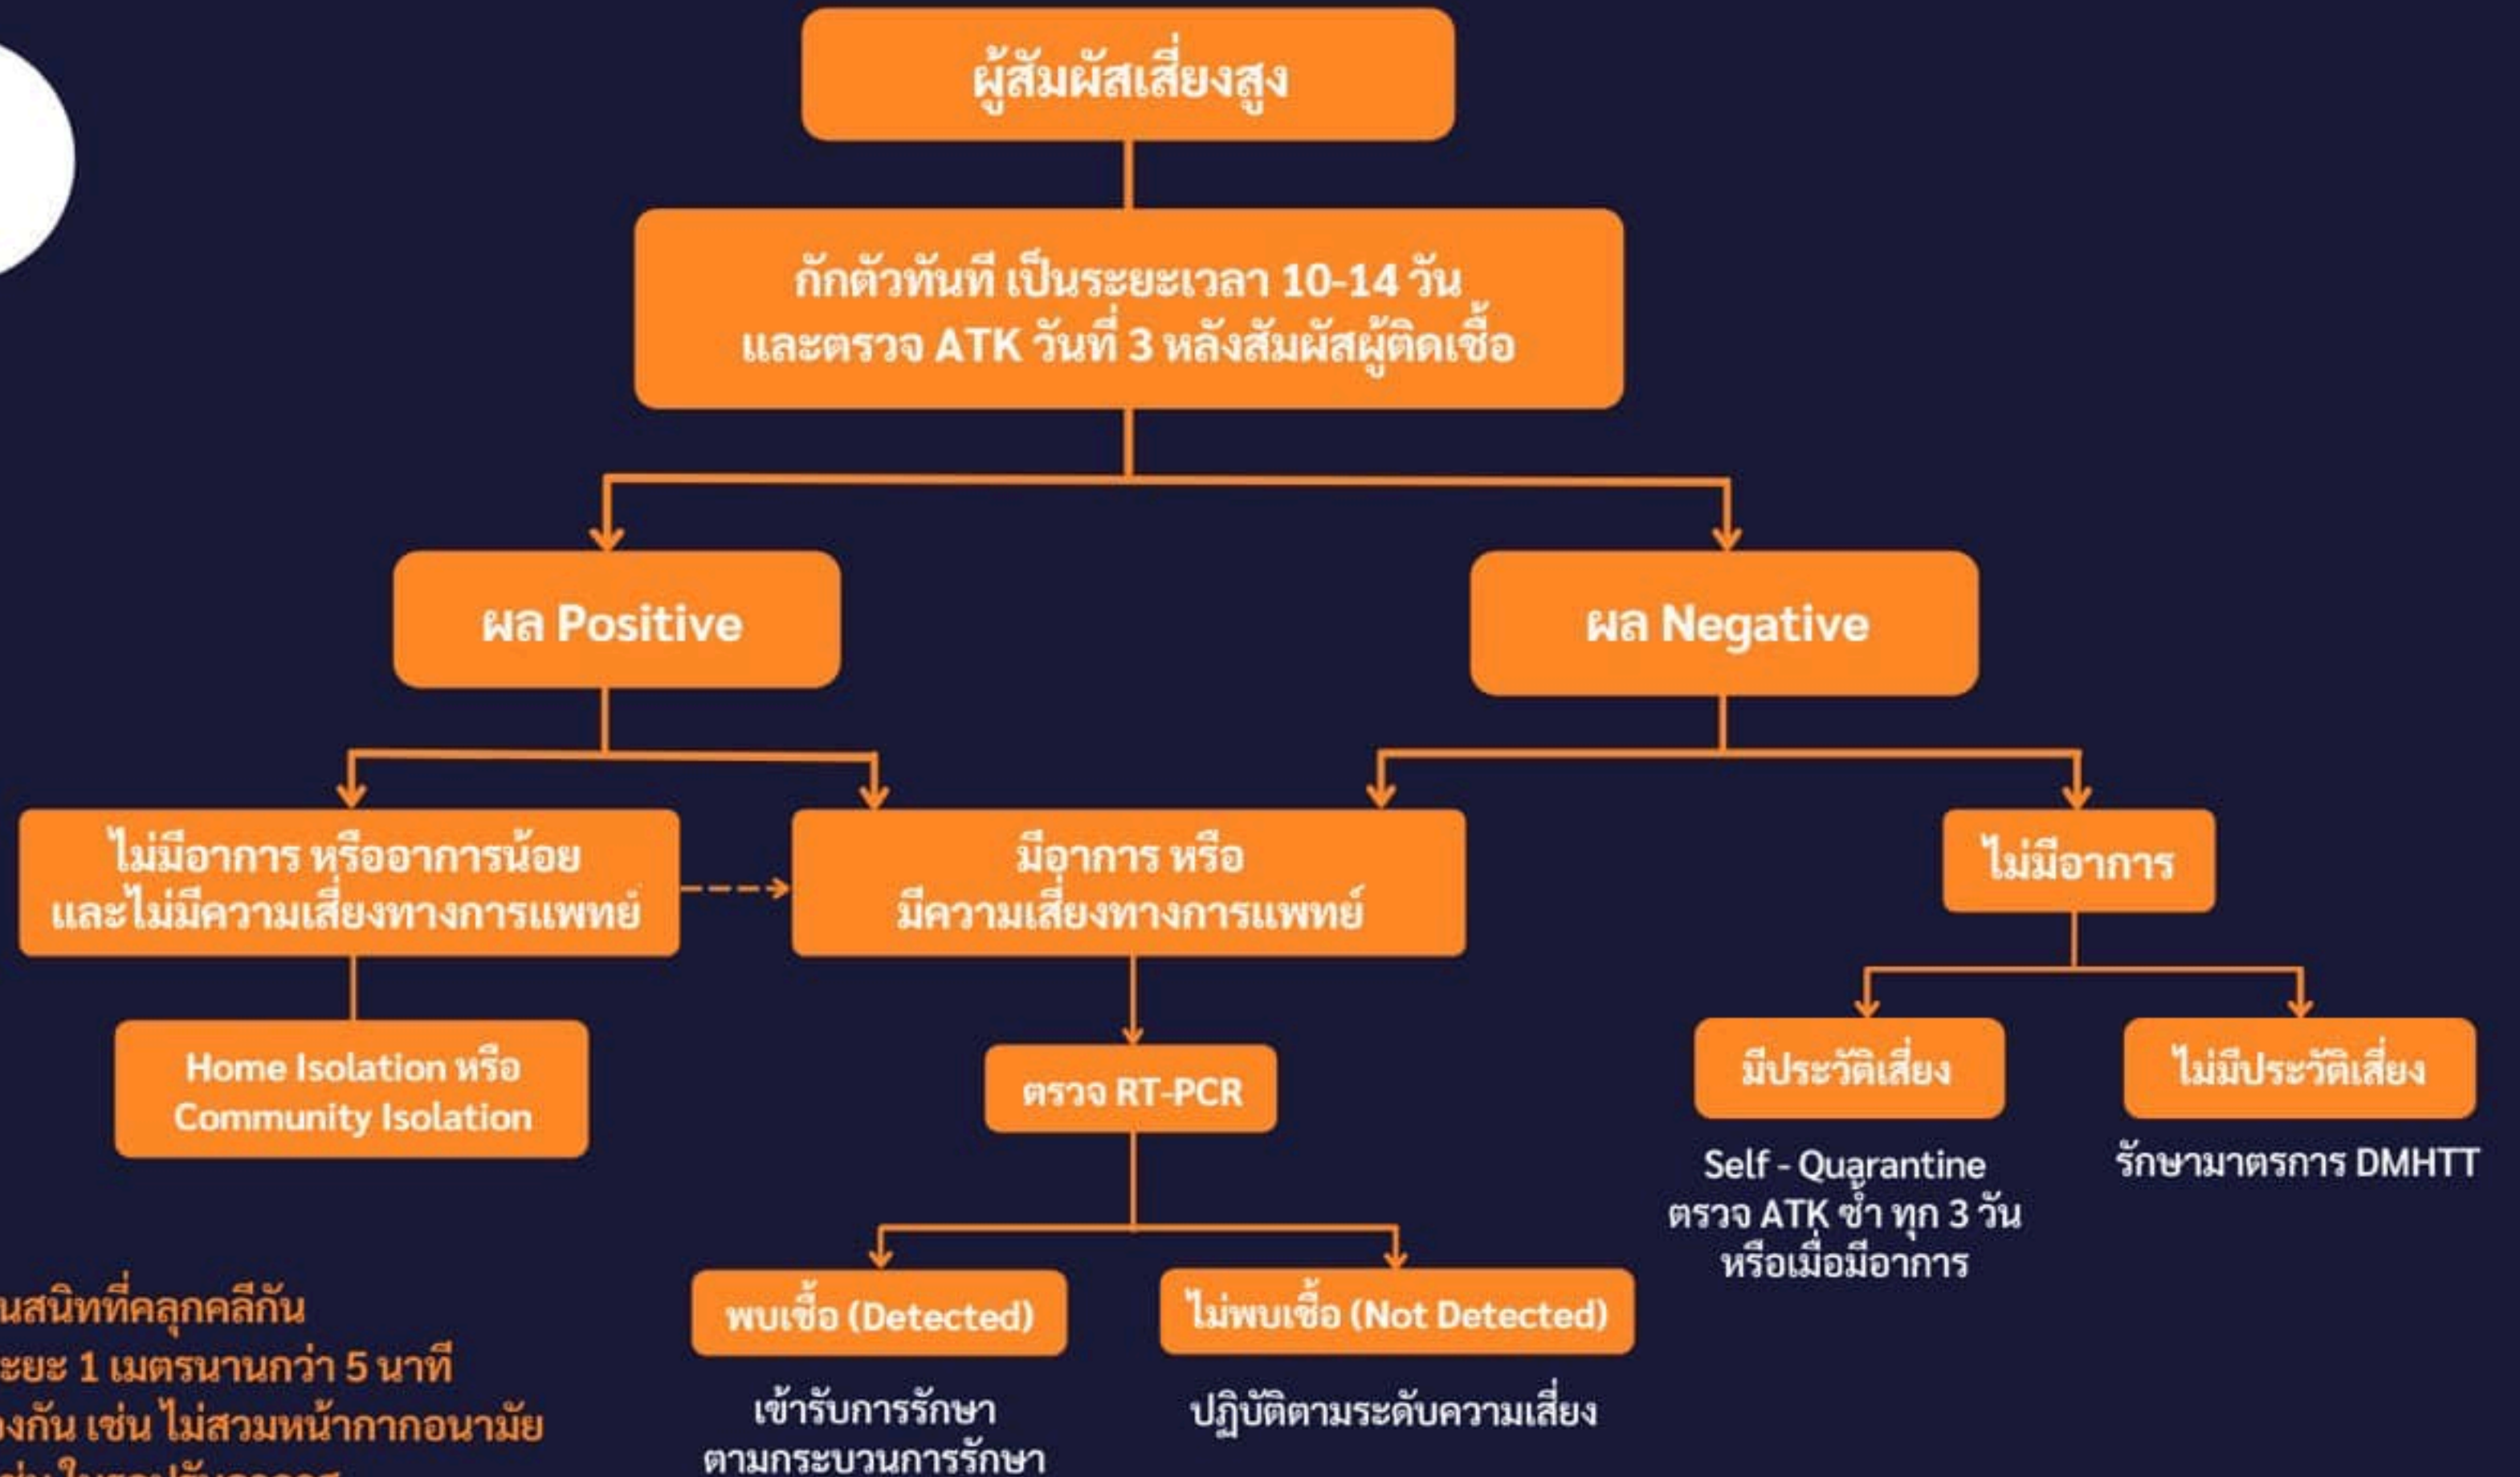 ผู้สัมผัสเสี่ยงสูง
กักตัวทันที เป็นระยะเวลา 10-14 วัน
และตรวจ ATK วันที่ 3 หลังสัมผัสผู้ติดเชื้อ
ผล Positive
ผล Negative
ไม่มีอาการ หรืออาการน้อย
และไม่มีความเสี่ยงทางการแพทย์
มีอาการ หรือ
มีความเสี่ยงทางการแพทย์
ไม่มีอาการ
Home Isolation หรือ
Community Isolation
ตรวจ RT-PCR
มีประวัติเสี่ยง
ไม่มีประวัติเสี่ยง
Self - Quarantine
ตรวจ ATK ซ้ำ ทุก 3 วัน
หรือเมื่อมีอาการ
รักษามาตรการ DMHTT
พบเชื้อ (Detected)
ไม่พบเชื้อ (Not Detected)
เข้ารับการรักษา
ตามกระบวนการรักษา
ปฏิบัติตามระดับความเสี่ยง
นสนิทที่คลุกคลีกัน
ะยะ 1 เมตรนานกว่า 5 นาที
งกัน เช่น ไม่สวมหน้ากากอนามัย